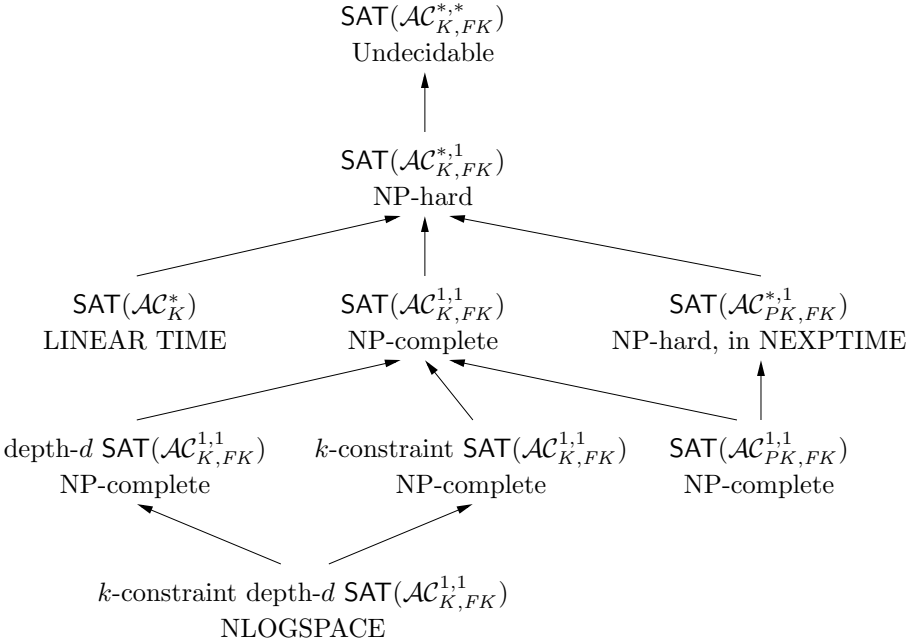 SAT(𝒜𝒞^{*,*}_{K,FK})
Undecidable
SAT(𝒜𝒞^{*,1}_{K,FK})
NP-hard
SAT(𝒜𝒞^{*}_{K})
LINEAR TIME
SAT(𝒜𝒞^{1,1}_{K,FK})
NP-complete
SAT(𝒜𝒞^{*,1}_{PK,FK})
NP-hard, in NEXPTIME
depth-d SAT(𝒜𝒞^{1,1}_{K,FK})
NP-complete
k-constraint SAT(𝒜𝒞^{1,1}_{K,FK})
NP-complete
SAT(𝒜𝒞^{1,1}_{PK,FK})
NP-complete
k-constraint depth-d SAT(𝒜𝒞^{1,1}_{K,FK})
NLOGSPACE